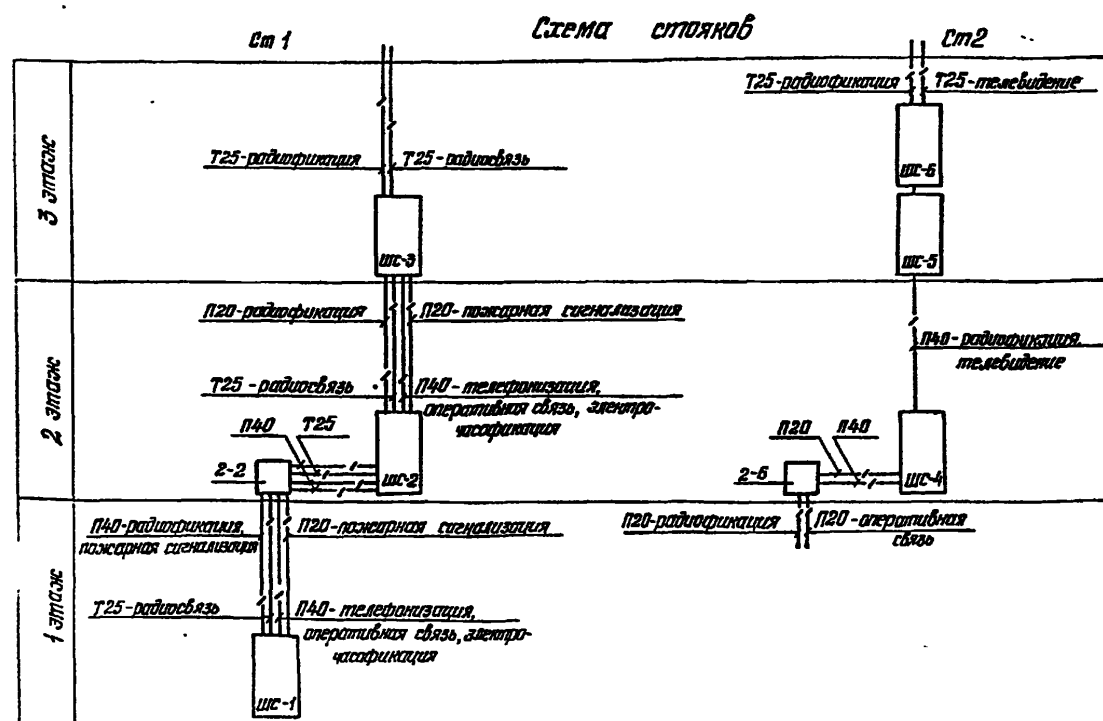 Схема стояков
Ст 1
Ст2
3 этаж
Т25-радиофикация
Т25-радиосвязь
ШС-3
Т25-радиофикация
Т25-телевидение
ШС-6
ШС-5
2 этаж
П20-радиофикация
П20-пожарная сигнализация
Т25-радиосвязь
П40-телефонизация,
оперативная связь, электро-
часофикация
П40
Т25
2-2
ШС-2
П40-радиофикация,
телевидение
П20
П40
2-6
ШС-4
1 этаж
П40-радиофикация,
пожарная сигнализация
П20-пожарная сигнализация
Т25-радиосвязь
П40-телефонизация,
оперативная связь, электро-
часофикация
ШС-1
П20-радиофикация
П20-оперативная
связь